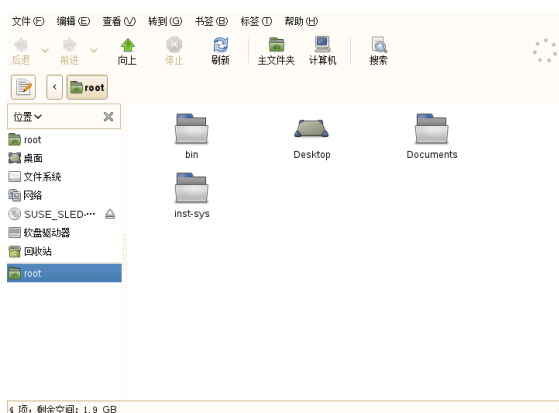 文件(F) 编辑(E) 查看(V) 转到(G) 书签(B) 标签(T) 帮助(H)
后退 前进 向上 停止 刷新 主文件夹 计算机 搜索
root
位置
root
桌面
文件系统
网络
SUSE_SLED-...
软盘驱动器
回收站
root
bin Desktop Documents
inst-sys
4 项，剩余空间：1.9 GB